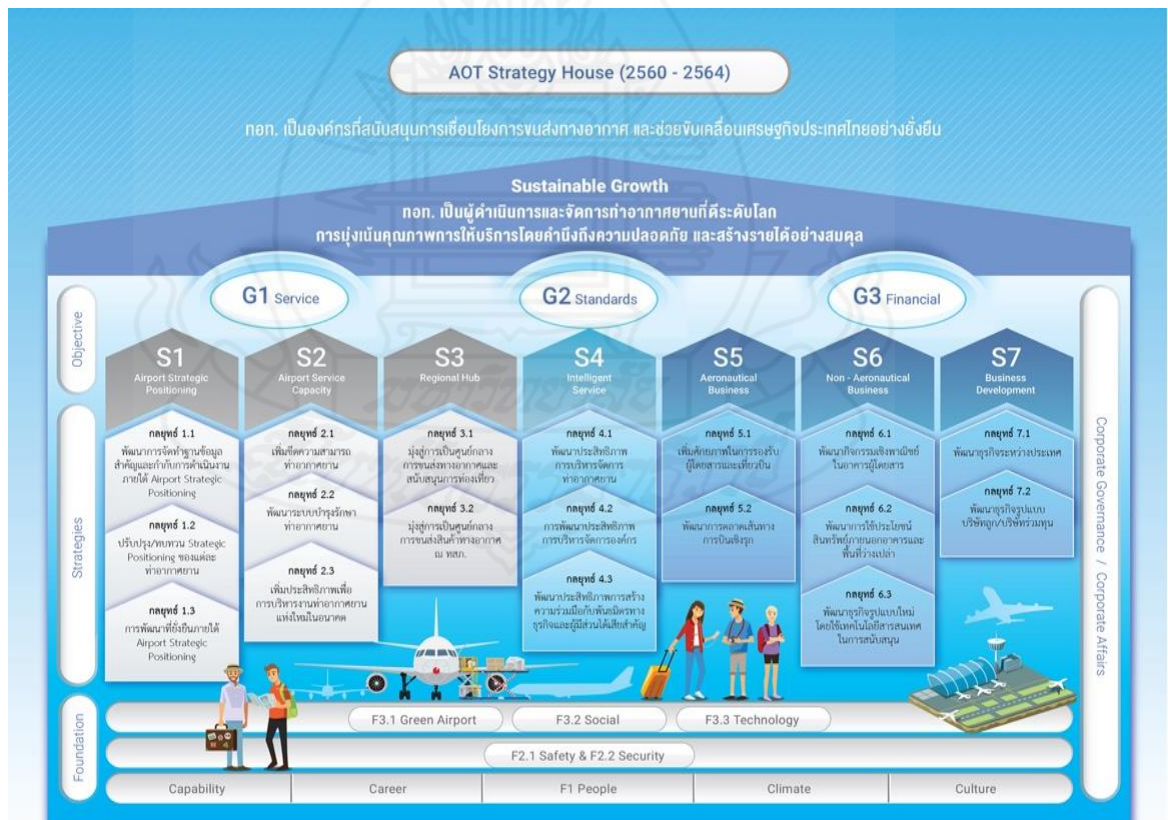 AOT Strategy House (2560 - 2564)
ทอท. เป็นองค์กรที่สนับสนุนการเชื่อมโยงการขนส่งทางอากาศ และช่วยขับเคลื่อนเศรษฐกิจประเทศไทยอย่างยั่งยืน
Sustainable Growth
ทอท. เป็นผู้ดำเนินการและจัดการท่าอากาศยานที่ดีระดับโลก
การมุ่งเน้นคุณภาพการให้บริการโดยคำนึงถึงความปลอดภัย และสร้างรายได้อย่างสมดุล
Objective
G1 Service
G2 Standards
G3 Financial
S1
Airport Strategic
Positioning
S2
Airport Service
Capacity
S3
Regional Hub
S4
Intelligent
Service
S5
Aeronautical
Business
S6
Non - Aeronautical
Business
S7
Business
Development
Strategies
กลยุทธ์ 1.1
พัฒนาการจัดทำฐานข้อมูล
สำคัญและกำกับการดำเนินงาน
ภายใต้ Airport Strategic
Positioning
กลยุทธ์ 1.2
ปรับปรุง/ทบทวน Strategic
Positioning ของแต่ละ
ท่าอากาศยาน
กลยุทธ์ 1.3
การพัฒนาที่ยั่งยืนภายใต้
Airport Strategic
Positioning
กลยุทธ์ 2.1
เพิ่มขีดความสามารถ
ท่าอากาศยาน
กลยุทธ์ 2.2
พัฒนาระบบบำรุงรักษา
ท่าอากาศยาน
กลยุทธ์ 2.3
เพิ่มประสิทธิภาพเพื่อ
การบริหารงานท่าอากาศยาน
แห่งใหม่ในอนาคต
กลยุทธ์ 3.1
มุ่งสู่การเป็นศูนย์กลาง
การขนส่งทางอากาศและ
สนับสนุนการท่องเที่ยว
กลยุทธ์ 3.2
มุ่งสู่การเป็นศูนย์กลาง
การขนส่งสินค้าทางอากาศ
ณ ทสภ.
กลยุทธ์ 4.1
พัฒนาประสิทธิภาพ
การบริหารจัดการ
ท่าอากาศยาน
กลยุทธ์ 4.2
การพัฒนาประสิทธิภาพ
การบริหารจัดการองค์กร
กลยุทธ์ 4.3
พัฒนาประสิทธิภาพการสร้าง
ความร่วมมือกับพันธมิตรทาง
ธุรกิจและผู้มีส่วนได้เสียสำคัญ
กลยุทธ์ 5.1
เพิ่มศักยภาพในการรองรับ
ผู้โดยสารและเที่ยวบิน
กลยุทธ์ 5.2
พัฒนาการตลาดเส้นทาง
การบินเชิงรุก
กลยุทธ์ 6.1
พัฒนากิจกรรมเชิงพาณิชย์
ในอาคารผู้โดยสาร
กลยุทธ์ 6.2
พัฒนาการใช้ประโยชน์
สินทรัพย์ภายนอกอาคารและ
พื้นที่ว่างเปล่า
กลยุทธ์ 6.3
พัฒนาธุรกิจรูปแบบใหม่
โดยใช้เทคโนโลยีสารสนเทศ
ในการสนับสนุน
กลยุทธ์ 7.1
พัฒนาธุรกิจระหว่างประเทศ
กลยุทธ์ 7.2
พัฒนาธุรกิจรูปแบบ
บริษัทลูก/บริษัทร่วมทุน
Corporate Governance / Corporate Affairs
Foundation
F3.1 Green Airport
F3.2 Social
F3.3 Technology
F2.1 Safety & F2.2 Security
Capability
Career
F1 People
Climate
Culture